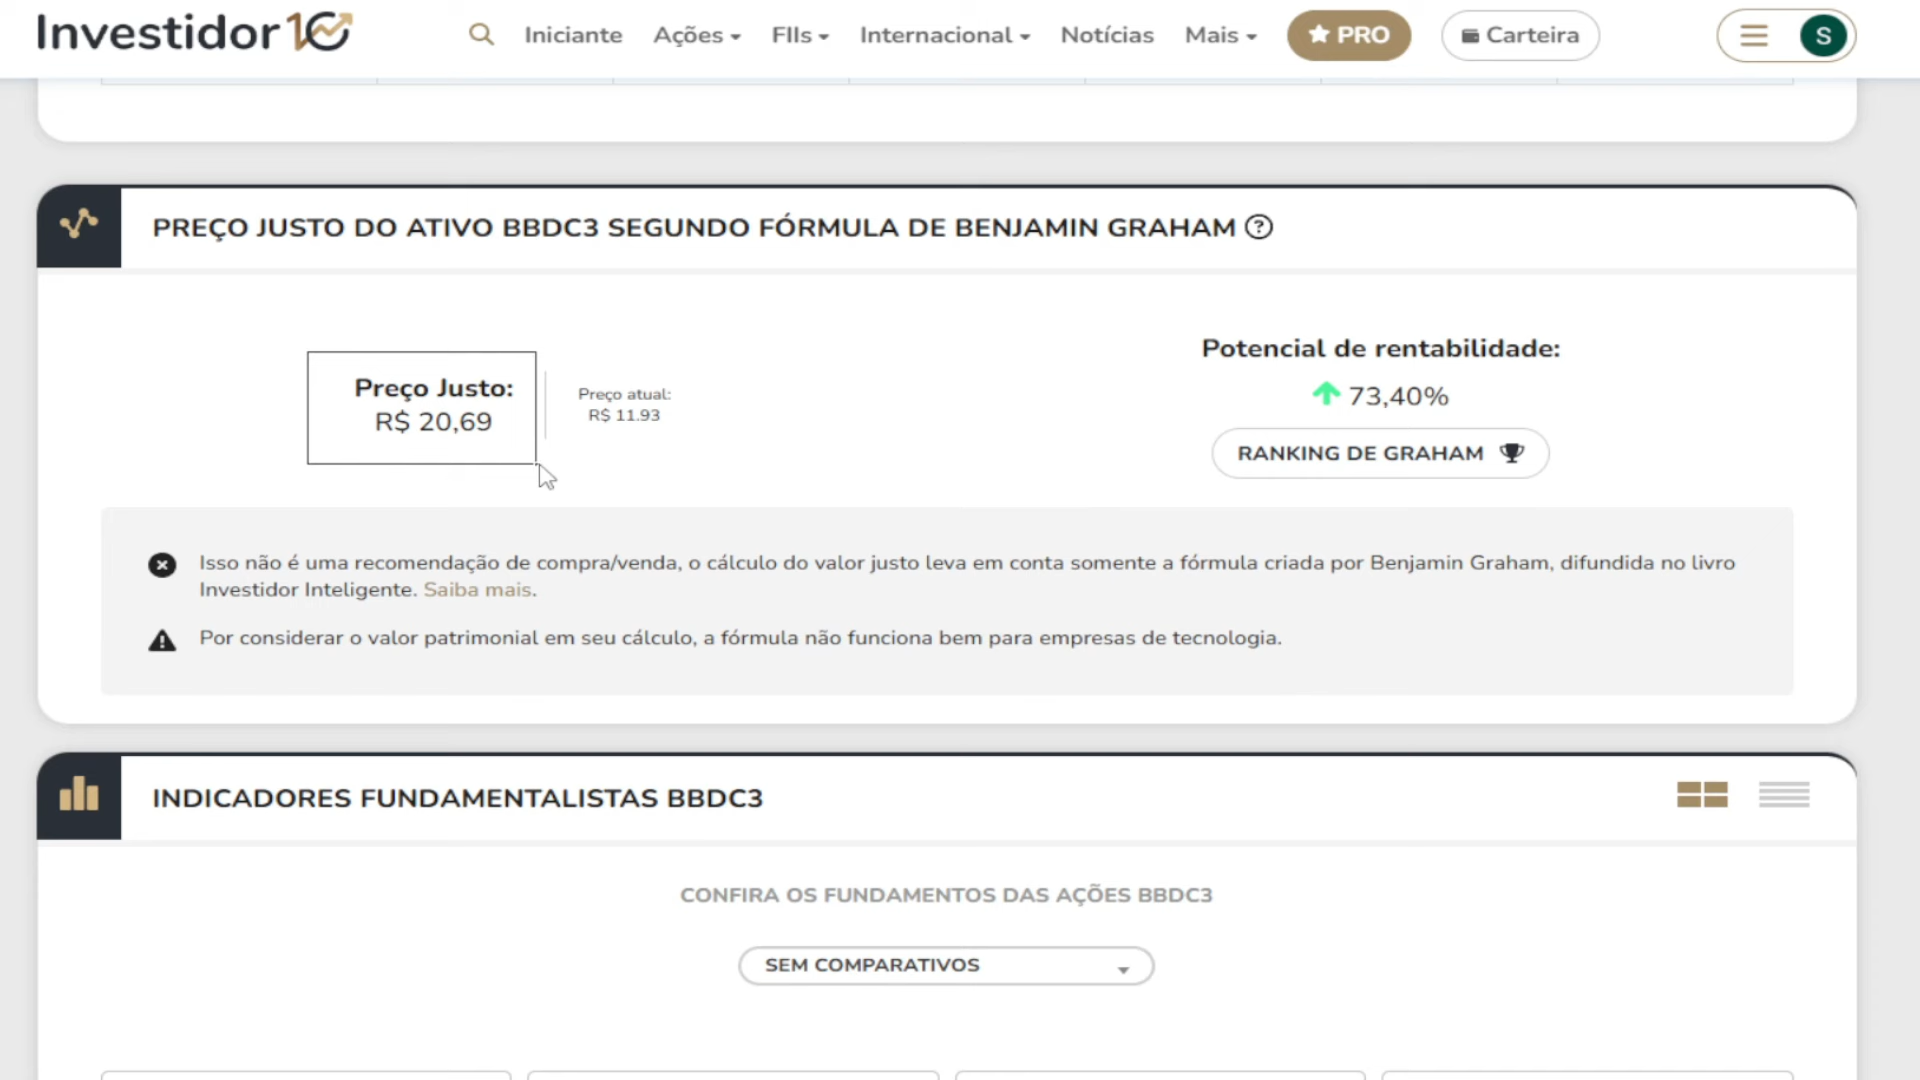 Investidor 10
Iniciante Ações FIIs Internacional Notícias Mais PRO Carteira S
PREÇO JUSTO DO ATIVO BBDC3 SEGUNDO FÓRMULA DE BENJAMIN GRAHAM ?
Potencial de rentabilidade:
73,40%
RANKING DE GRAHAM
Preço Justo:
R$ 20,69
Preço atual:
R$ 11.93
Isso não é uma recomendação de compra/venda, o cálculo do valor justo leva em conta somente a fórmula criada por Benjamin Graham, difundida no livro
Investidor Inteligente. Saiba mais.
Por considerar o valor patrimonial em seu cálculo, a fórmula não funciona bem para empresas de tecnologia.
INDICADORES FUNDAMENTALISTAS BBDC3
CONFIRA OS FUNDAMENTOS DAS AÇÕES BBDC3
SEM COMPARATIVOS